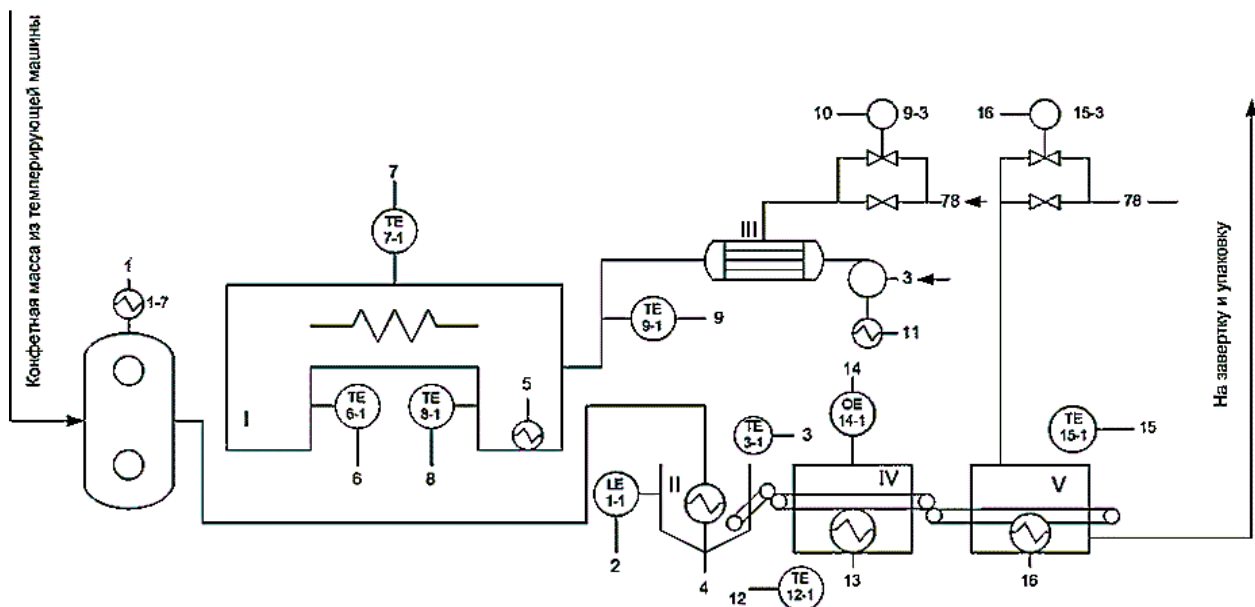 Конфетная масса из темперирующей машины
1
1-7
7
TE
7-1
I
TE
6-1
6
TE
8-1
8
5
TE
9-1
9
III
10
9-3
78
3
11
16
15-3
78
На завертку и упаковку
LE
1-1
2
II
4
TE
3-1
3
14
OE
14-1
IV
13
12
TE
12-1
TE
15-1
15
V
16